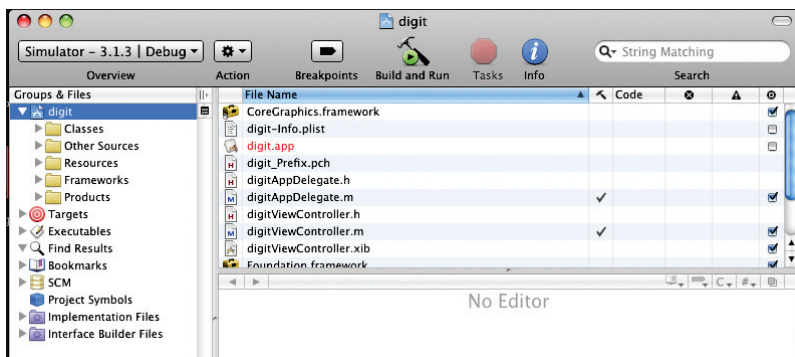 digit
Simulator – 3.1.3 | Debug
String Matching
Overview Action Breakpoints Build and Run Tasks Info Search
Groups & Files File Name Code
digit
Classes
Other Sources
Resources
Frameworks
Products
Targets
Executables
Find Results
Bookmarks
SCM
Project Symbols
Implementation Files
Interface Builder Files
CoreGraphics.framework
digit-Info.plist
digit.app
digit_Prefix.pch
digitAppDelegate.h
digitAppDelegate.m
digitViewController.h
digitViewController.m
digitViewController.xib
Foundation.framework
C #
No Editor